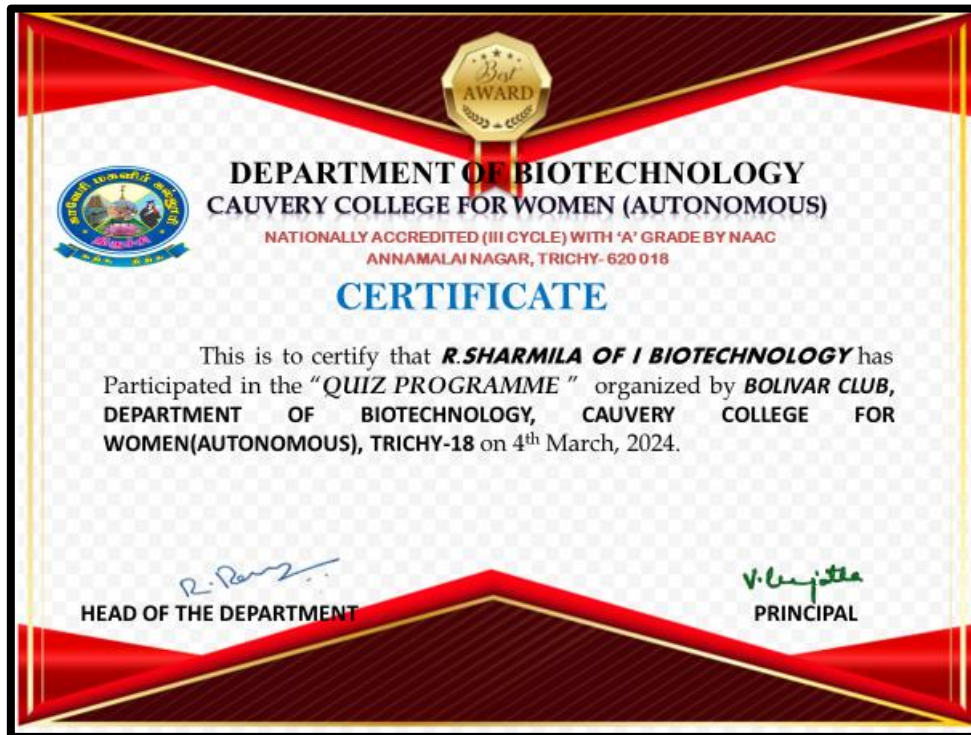 Best
AWARD
காவேரி மகளிர் கல்லூரி
திருச்சி
DEPARTMENT OF BIOTECHNOLOGY
CAUVERY COLLEGE FOR WOMEN (AUTONOMOUS)
NATIONALLY ACCREDITED (III CYCLE) WITH ‘A’ GRADE BY NAAC
ANNAMALAI NAGAR, TRICHY- 620 018
CERTIFICATE
This is to certify that R.SHARMILA OF I BIOTECHNOLOGY has
Participated in the “QUIZ PROGRAMME ” organized by BOLIVAR CLUB,
DEPARTMENT OF BIOTECHNOLOGY, CAUVERY COLLEGE FOR
WOMEN(AUTONOMOUS), TRICHY-18 on 4th March, 2024.
HEAD OF THE DEPARTMENT
PRINCIPAL